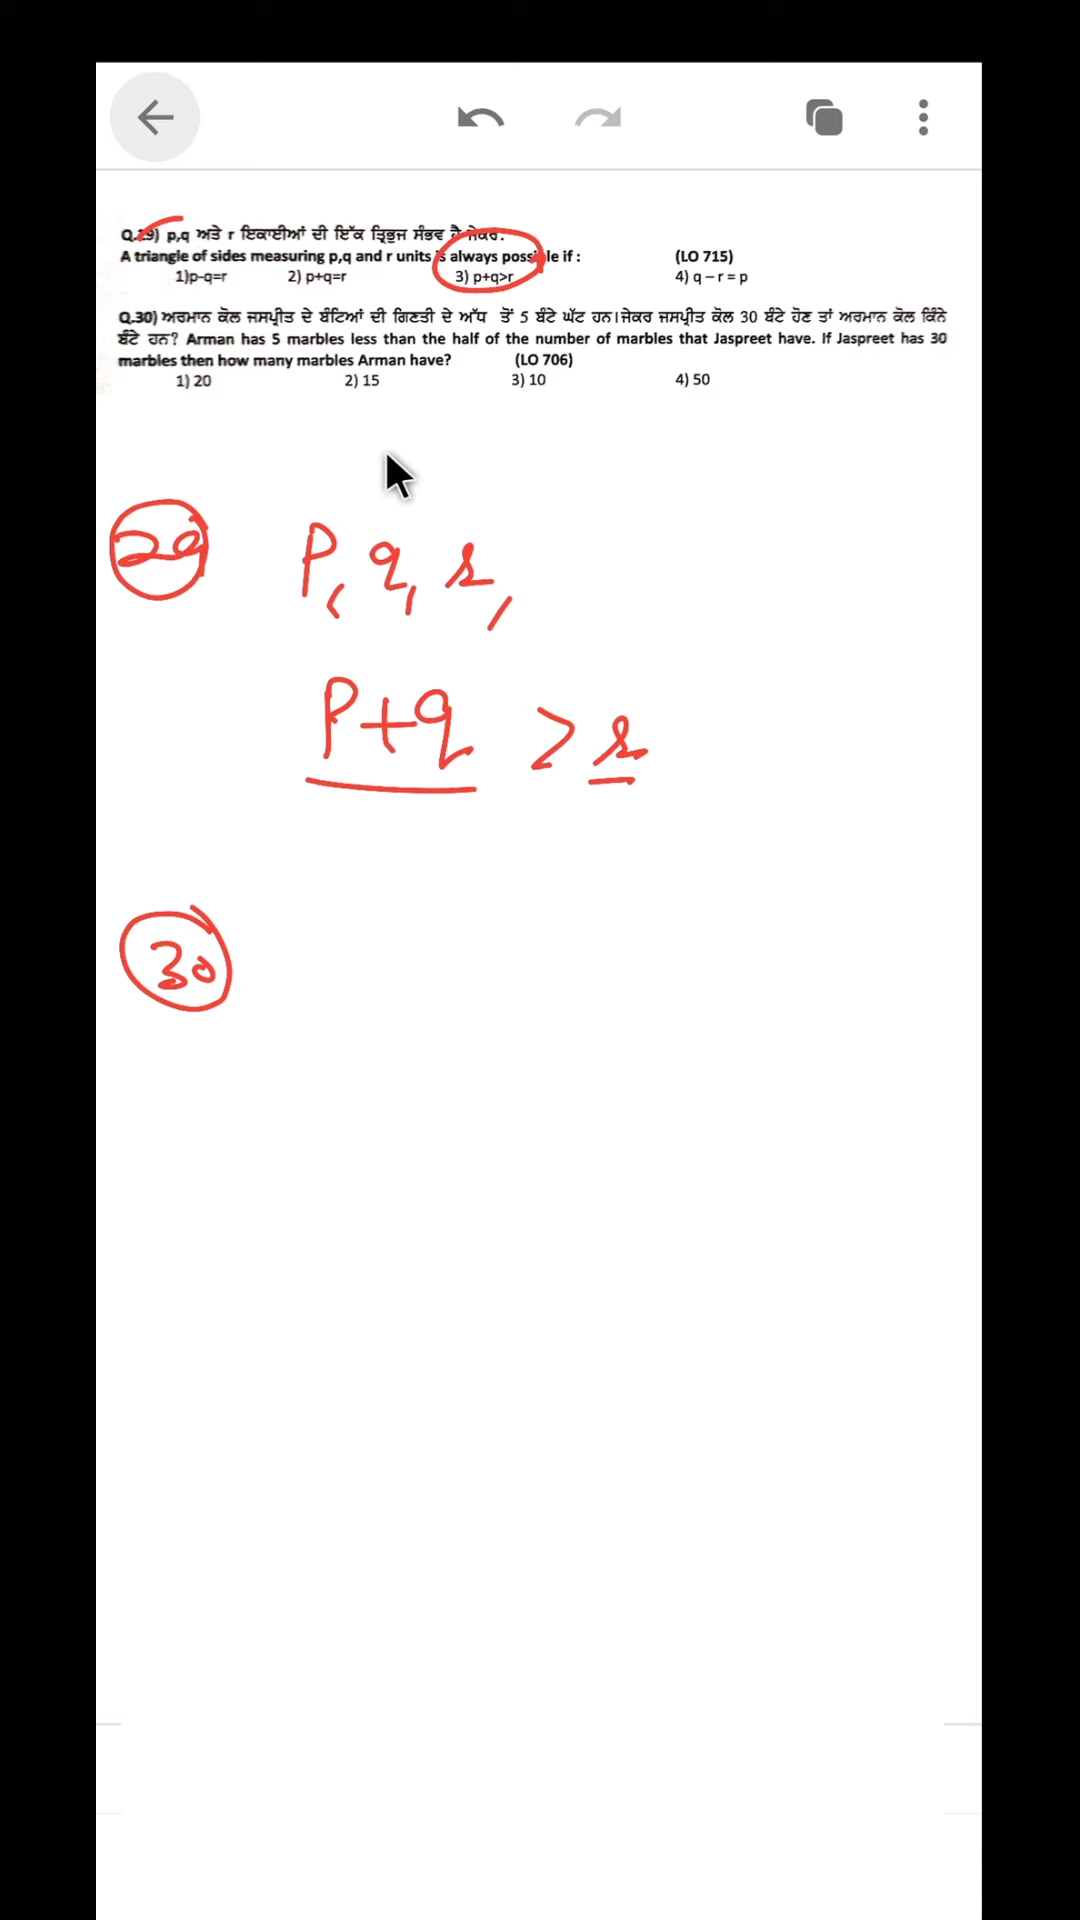 Q.29) p,q ਅਤੇ r ਇਕਾਈਆਂ ਦੀ ਇੱਕ ਤ੍ਰਿਭੁਜ ਸੰਭਵ ਹੈ ਜੇਕਰ:
A triangle of sides measuring p,q and r units is always possible if : (LO 715)
1)p-q=r 2) p+q=r 3) p+q>r 4) q – r = p
Q.30) ਅਰਮਾਨ ਕੋਲ ਜਸਪ੍ਰੀਤ ਦੇ ਬੰਟਿਆਂ ਦੀ ਗਿਣਤੀ ਦੇ ਅੱਧ ਤੋਂ 5 ਬੰਟੇ ਘੱਟ ਹਨ।ਜੇਕਰ ਜਸਪ੍ਰੀਤ ਕੋਲ 30 ਬੰਟੇ ਹੋਣ ਤਾਂ ਅਰਮਾਨ ਕੋਲ ਕਿੰਨੇ
ਬੰਟੇ ਹਨ? Arman has 5 marbles less than the half of the number of marbles that Jaspreet have. If Jaspreet has 30
marbles then how many marbles Arman have? (LO 706)
1) 20 2) 15 3) 10 4) 50
29 P, q, r,
P+q > r
30